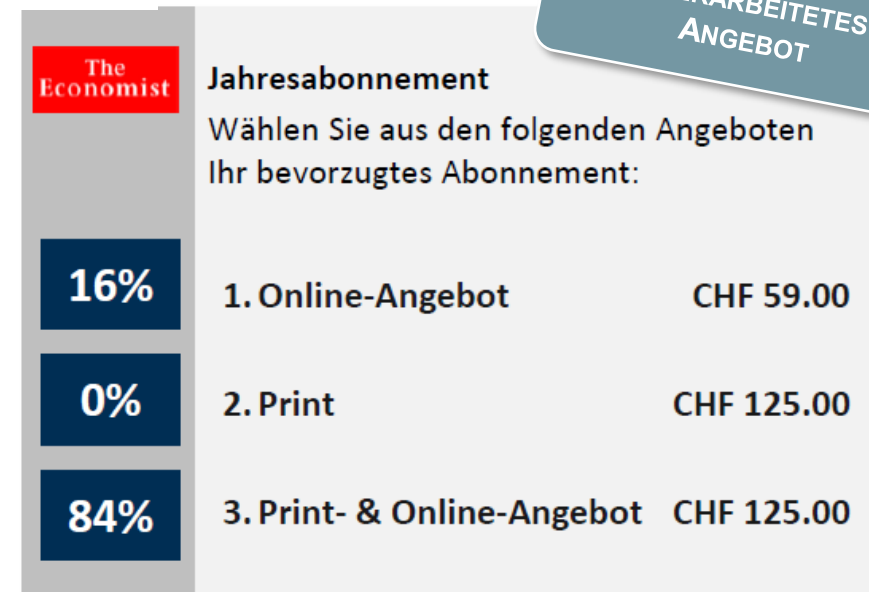 ANGEBOT
The
Economist
Jahresabonnement
Wählen Sie aus den folgenden Angeboten
Ihr bevorzugtes Abonnement:
16% 1. Online-Angebot CHF 59.00
0% 2. Print CHF 125.00
84% 3. Print- & Online-Angebot CHF 125.00